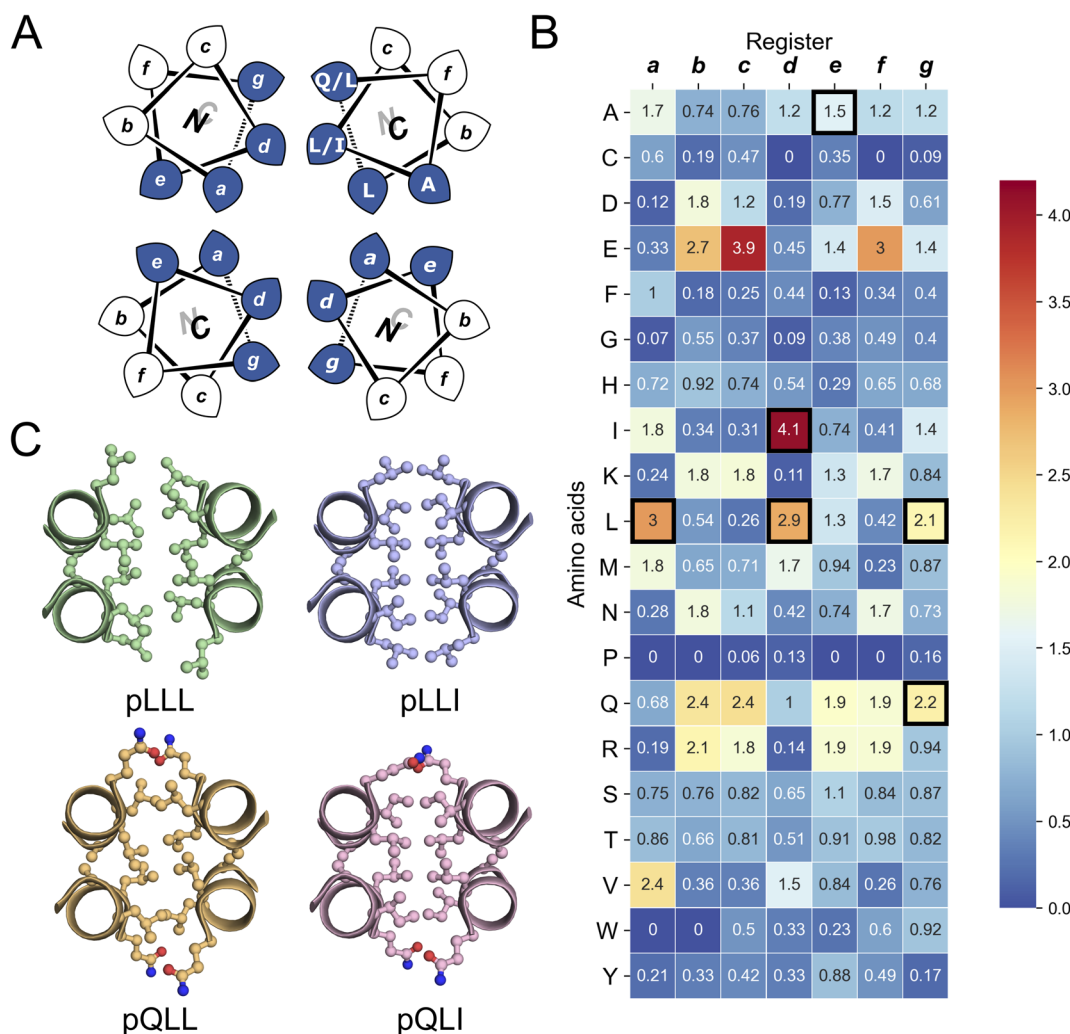 A
c
f
g
b
N
C
d
e
a
c
Q/L
f
L/I
C
b
L
A
e
a
b
N
C
d
f
g
c
a
e
d
N
C
b
g
f
c
B
Register
a b c d e f g
Amino acids
A 1.7 0.74 0.76 1.2 1.5 1.2 1.2
C 0.6 0.19 0.47 0 0.35 0 0.09
D 0.12 1.8 1.2 0.19 0.77 1.5 0.61
E 0.33 2.7 3.9 0.45 1.4 3 1.4
F 1 0.18 0.25 0.44 0.13 0.34 0.4
G 0.07 0.55 0.37 0.09 0.38 0.49 0.4
H 0.72 0.92 0.74 0.54 0.29 0.65 0.68
I 1.8 0.34 0.31 4.1 0.74 0.41 1.4
K 0.24 1.8 1.8 0.11 1.3 1.7 0.84
L 3 0.54 0.26 2.9 1.3 0.42 2.1
M 1.8 0.65 0.71 1.7 0.94 0.23 0.87
N 0.28 1.8 1.1 0.42 0.74 1.7 0.73
P 0 0 0.06 0.13 0 0 0.16
Q 0.68 2.4 2.4 1 1.9 1.9 2.2
R 0.19 2.1 1.8 0.14 1.9 1.9 0.94
S 0.75 0.76 0.82 0.65 1.1 0.84 0.87
T 0.86 0.66 0.81 0.51 0.91 0.98 0.82
V 2.4 0.36 0.36 1.5 0.84 0.26 0.76
W 0 0 0.5 0.33 0.23 0.6 0.92
Y 0.21 0.33 0.42 0.33 0.88 0.49 0.17
4.0
3.5
3.0
2.5
2.0
1.5
1.0
0.5
0.0
C
pLLL
pLLI
pQLL
pQLI